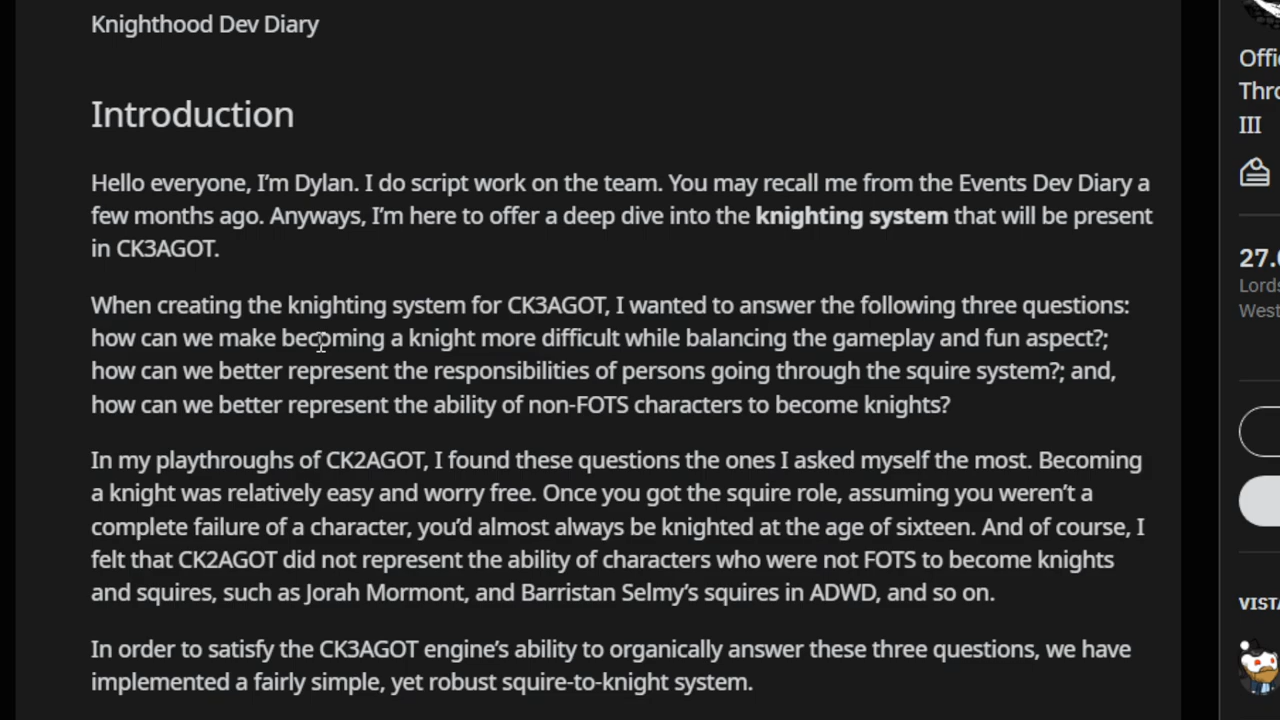 Knighthood Dev Diary
Introduction
Hello everyone, I’m Dylan. I do script work on the team. You may recall me from the Events Dev Diary a
few months ago. Anyways, I’m here to offer a deep dive into the knighting system that will be present
in CK3AGOT.
When creating the knighting system for CK3AGOT, I wanted to answer the following three questions:
how can we make becoming a knight more difficult while balancing the gameplay and fun aspect?;
how can we better represent the responsibilities of persons going through the squire system?; and,
how can we better represent the ability of non-FOTS characters to become knights?
In my playthroughs of CK2AGOT, I found these questions the ones I asked myself the most. Becoming
a knight was relatively easy and worry free. Once you got the squire role, assuming you weren’t a
complete failure of a character, you’d almost always be knighted at the age of sixteen. And of course, I
felt that CK2AGOT did not represent the ability of characters who were not FOTS to become knights
and squires, such as Jorah Mormont, and Barristan Selmy’s squires in ADWD, and so on.
In order to satisfy the CK3AGOT engine’s ability to organically answer these three questions, we have
implemented a fairly simple, yet robust squire-to-knight system.
Offi
Thro
III
27.
Lords
West
VISTA